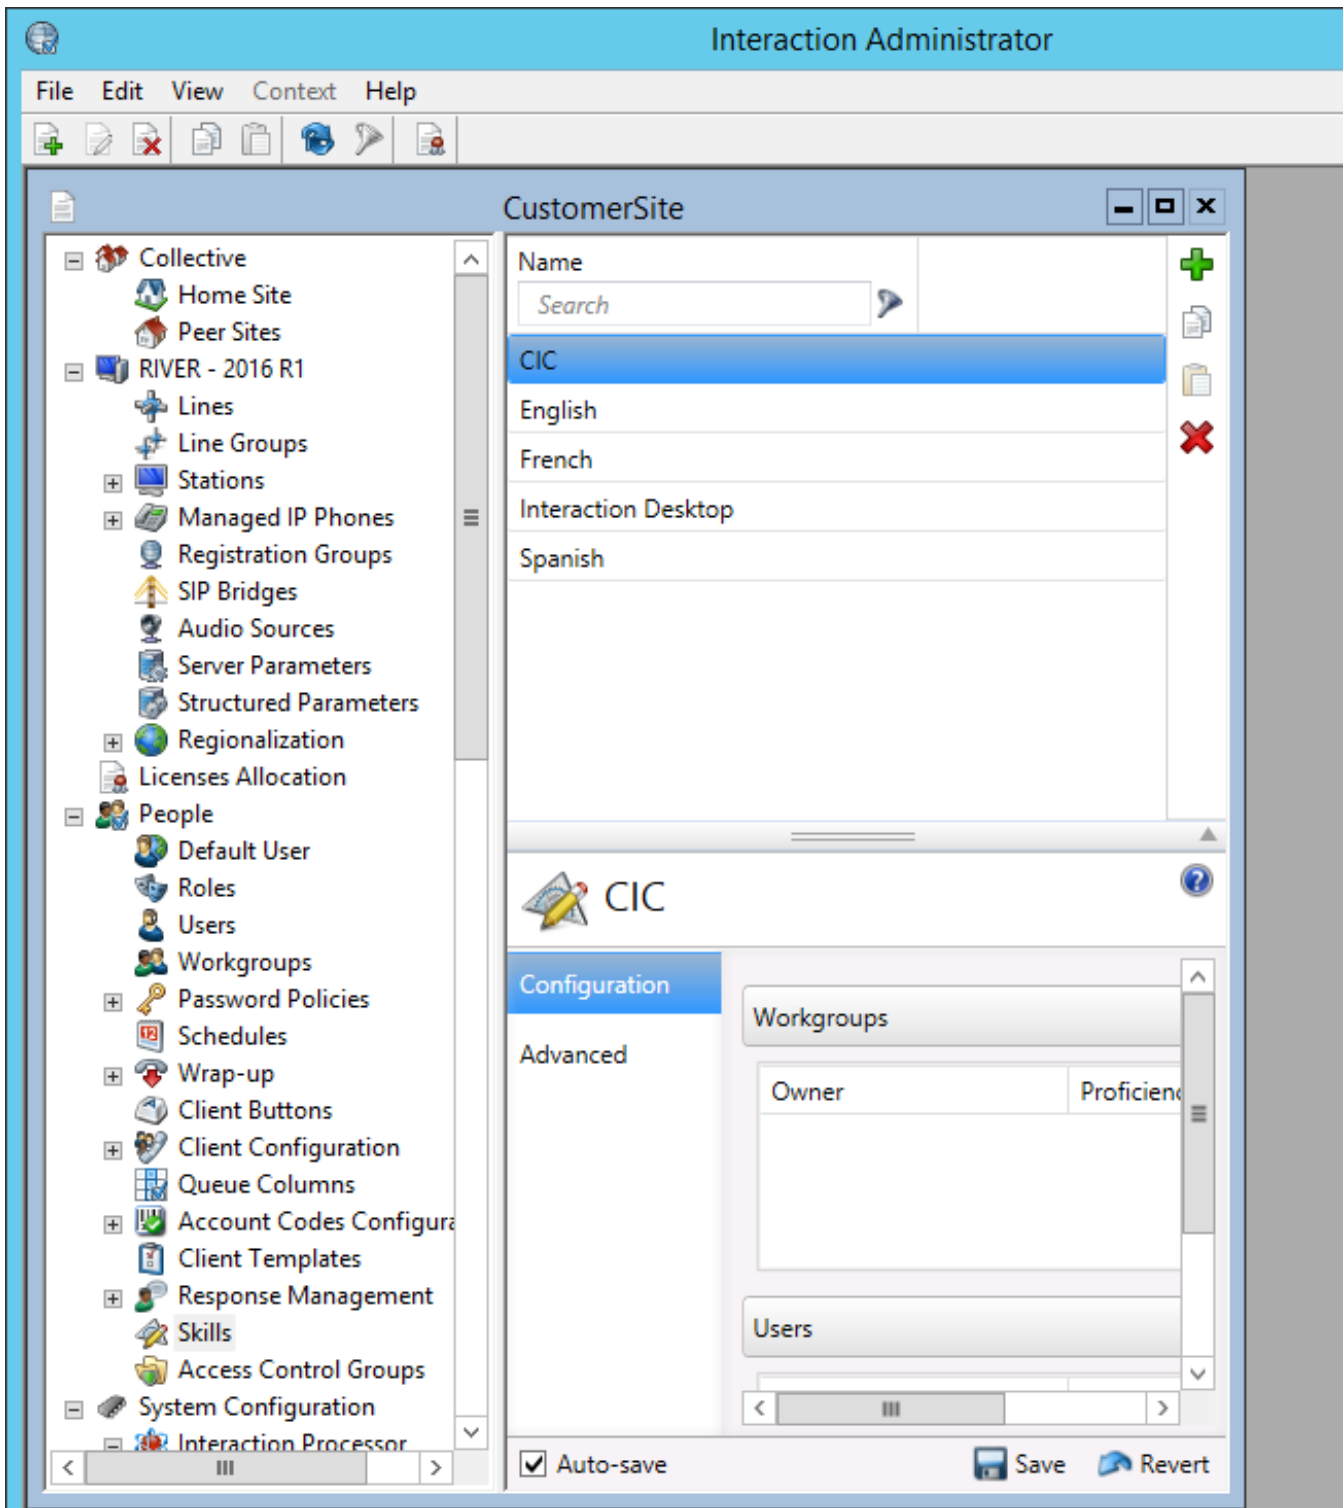 Interaction Administrator
File Edit View Context Help
CustomerSite
Collective
Home Site
Peer Sites
RIVER - 2016 R1
Lines
Line Groups
Stations
Managed IP Phones
Registration Groups
SIP Bridges
Audio Sources
Server Parameters
Structured Parameters
Regionalization
Licenses Allocation
People
Default User
Roles
Users
Workgroups
Password Policies
Schedules
Wrap-up
Client Buttons
Client Configuration
Queue Columns
Account Codes Configura
Client Templates
Response Management
Skills
Access Control Groups
System Configuration
Interaction Processor
Name
Search
CIC
English
French
Interaction Desktop
Spanish
CIC
Configuration
Advanced
Workgroups
Owner Proficienc
Users
Auto-save Save Revert